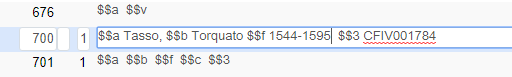 676 $$a $$v
700 1 $$a Tasso, $$b Torquato $$f 1544-1595 $$3 CFIV001784
701 1 $$a $$b $$f $$c $$3